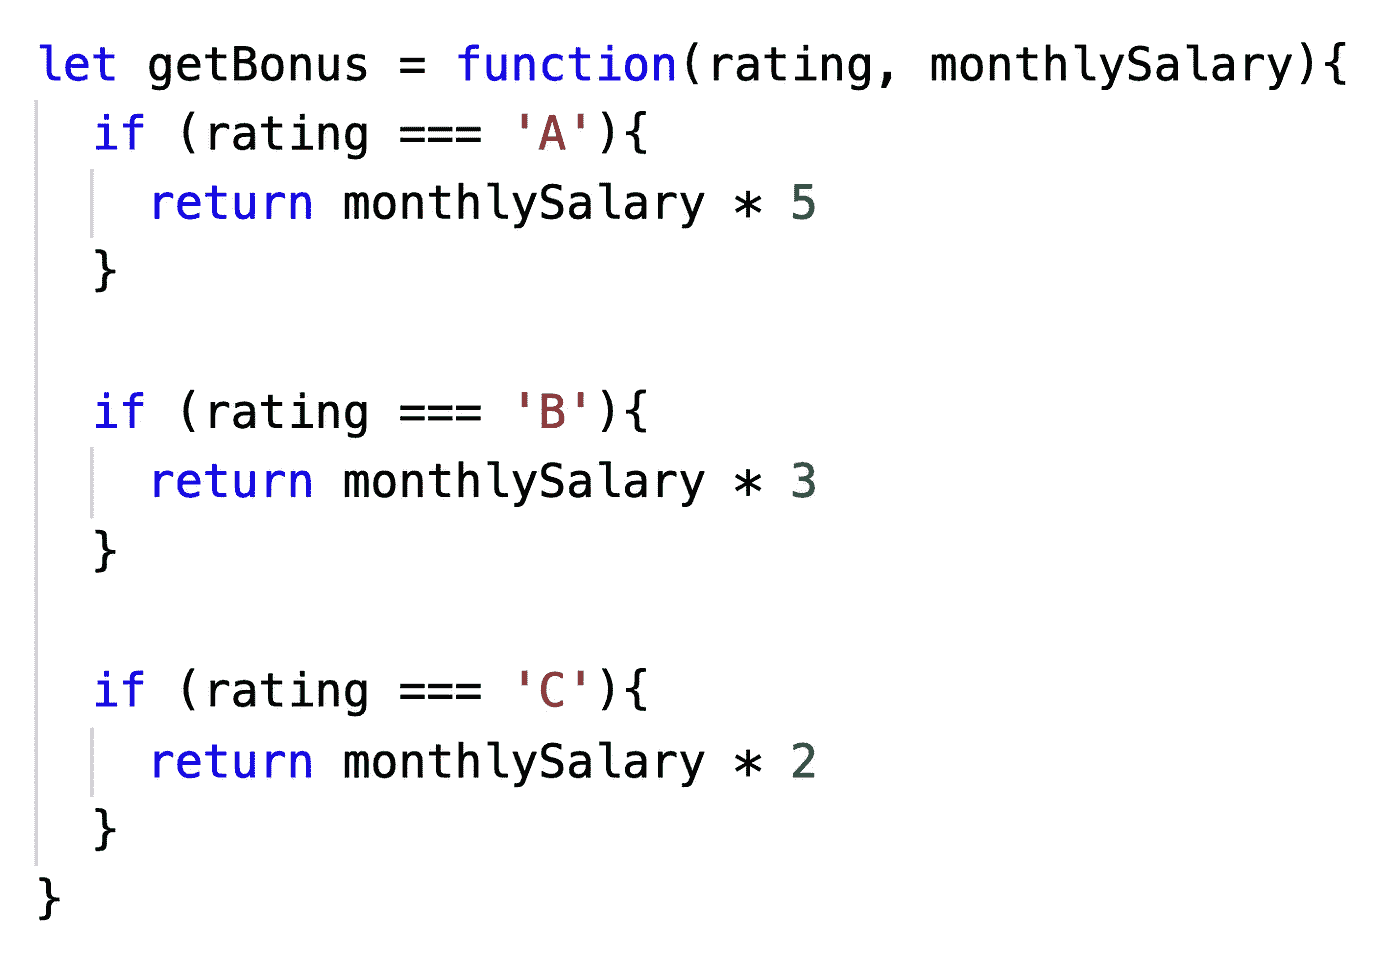 let getBonus = function(rating, monthlySalary){
  if (rating === 'A'){
    return monthlySalary * 5
  }

  if (rating === 'B'){
    return monthlySalary * 3
  }

  if (rating === 'C'){
    return monthlySalary * 2
  }
}